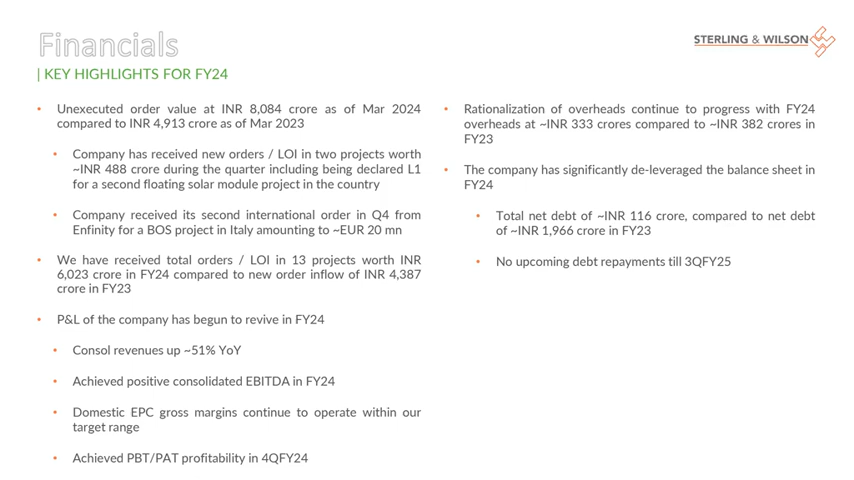 Financials
STERLING & WILSON
| KEY HIGHLIGHTS FOR FY24
• Unexecuted order value at INR 8,084 crore as of Mar 2024
compared to INR 4,913 crore as of Mar 2023
• Company has received new orders / LOI in two projects worth
~INR 488 crore during the quarter including being declared L1
for a second floating solar module project in the country
• Company received its second international order in Q4 from
Enfinity for a BOS project in Italy amounting to ~EUR 20 mn
• We have received total orders / LOI in 13 projects worth INR
6,023 crore in FY24 compared to new order inflow of INR 4,387
crore in FY23
• P&L of the company has begun to revive in FY24
• Consol revenues up ~51% YoY
• Achieved positive consolidated EBITDA in FY24
• Domestic EPC gross margins continue to operate within our
target range
• Achieved PBT/PAT profitability in 4QFY24
• Rationalization of overheads continue to progress with FY24
overheads at ~INR 333 crores compared to ~INR 382 crores in
FY23
• The company has significantly de-leveraged the balance sheet in
FY24
• Total net debt of ~INR 116 crore, compared to net debt
of ~INR 1,966 crore in FY23
• No upcoming debt repayments till 3QFY25